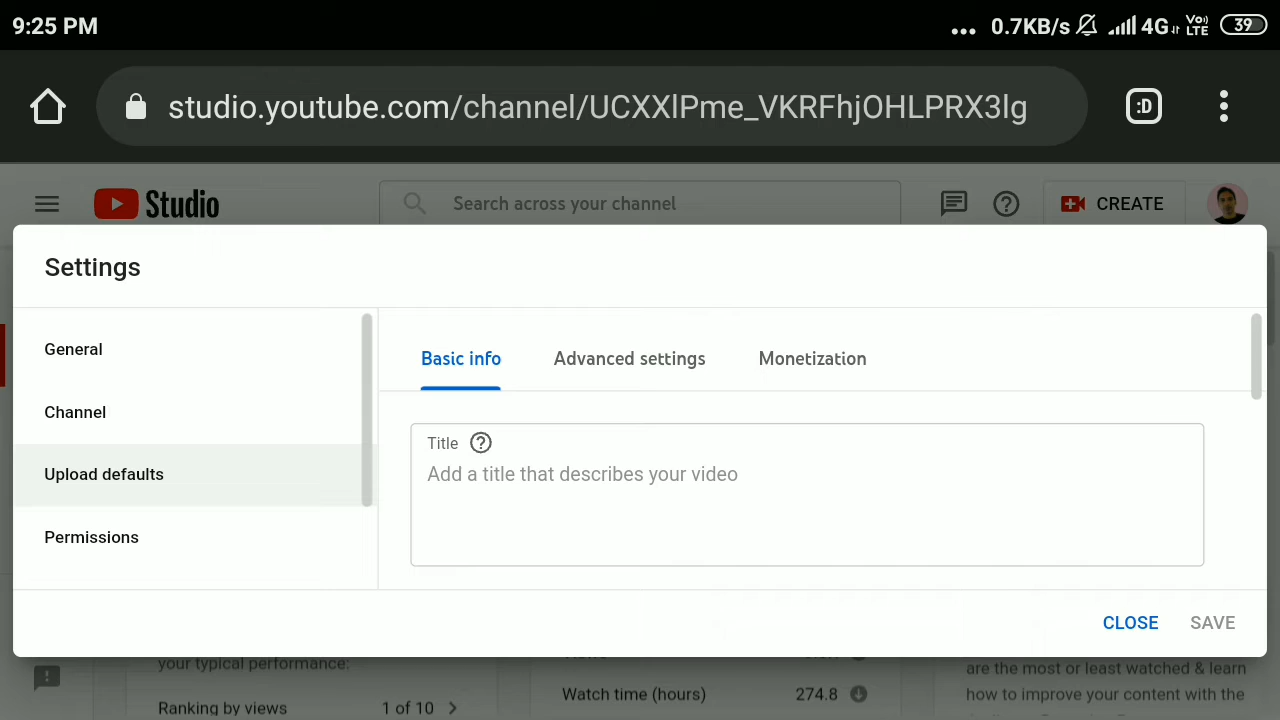 9:25 PM
... 0.7KB/s 4G Vo) LTE 39
studio.youtube.com/channel/UCXXlPme_VKRFhjOHLPRX3lg
:D
Studio
Search across your channel
CREATE
Settings
General
Channel
Upload defaults
Permissions
Basic info
Advanced settings
Monetization
Title
Add a title that describes your video
CLOSE
SAVE
your typical performance:
Ranking by views
1 of 10
Watch time (hours)
274.8
are the most or least watched & learn
how to improve your content with the